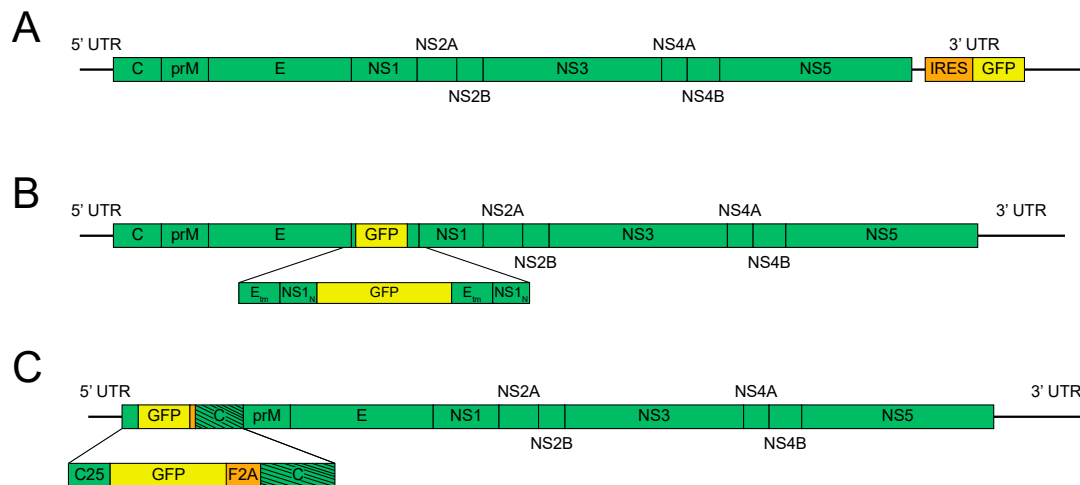 A
5’ UTR NS2A NS4A 3’ UTR
C prM E NS1 NS3 NS5 IRES GFP
NS2B NS4B
B
5’ UTR NS2A NS4A 3’ UTR
C prM E GFP NS1 NS3 NS5
NS2B NS4B
Etm NS1N GFP Etm NS1N
C
5’ UTR NS2A NS4A 3’ UTR
GFP C prM E NS1 NS3 NS5
NS2B NS4B
C25 GFP F2A C